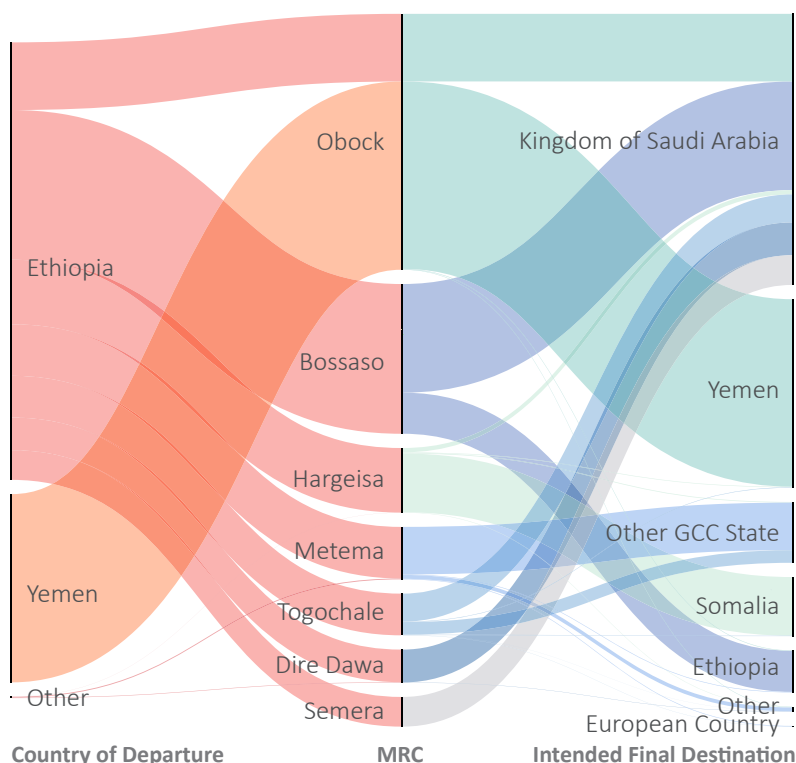 Obock
Kingdom of Saudi Arabia
Ethiopia
Bossaso
Yemen
Hargeisa
Other GCC State
Metema
Yemen
Togochale
Somalia
Dire Dawa
Ethiopia
Other
Semera
Other
European Country
Country of Departure
MRC
Intended Final Destination